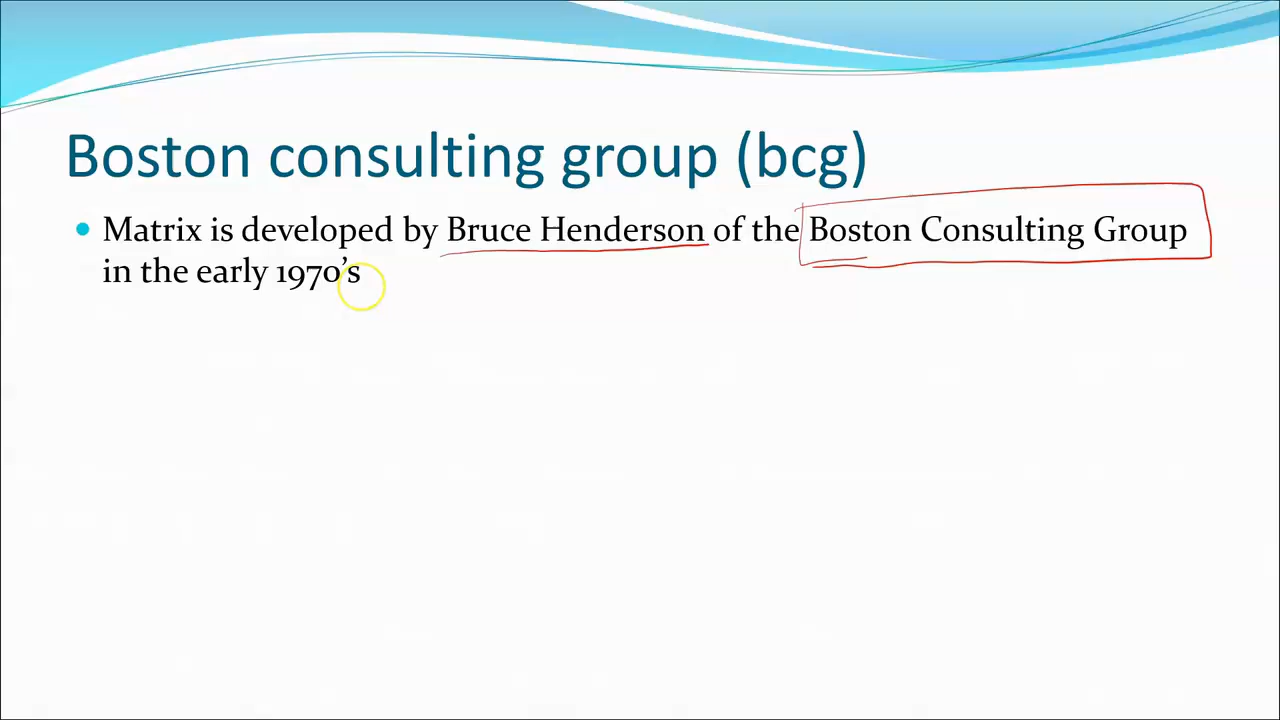 Boston consulting group (bcg)
• Matrix is developed by Bruce Henderson of the Boston Consulting Group
in the early 1970’s